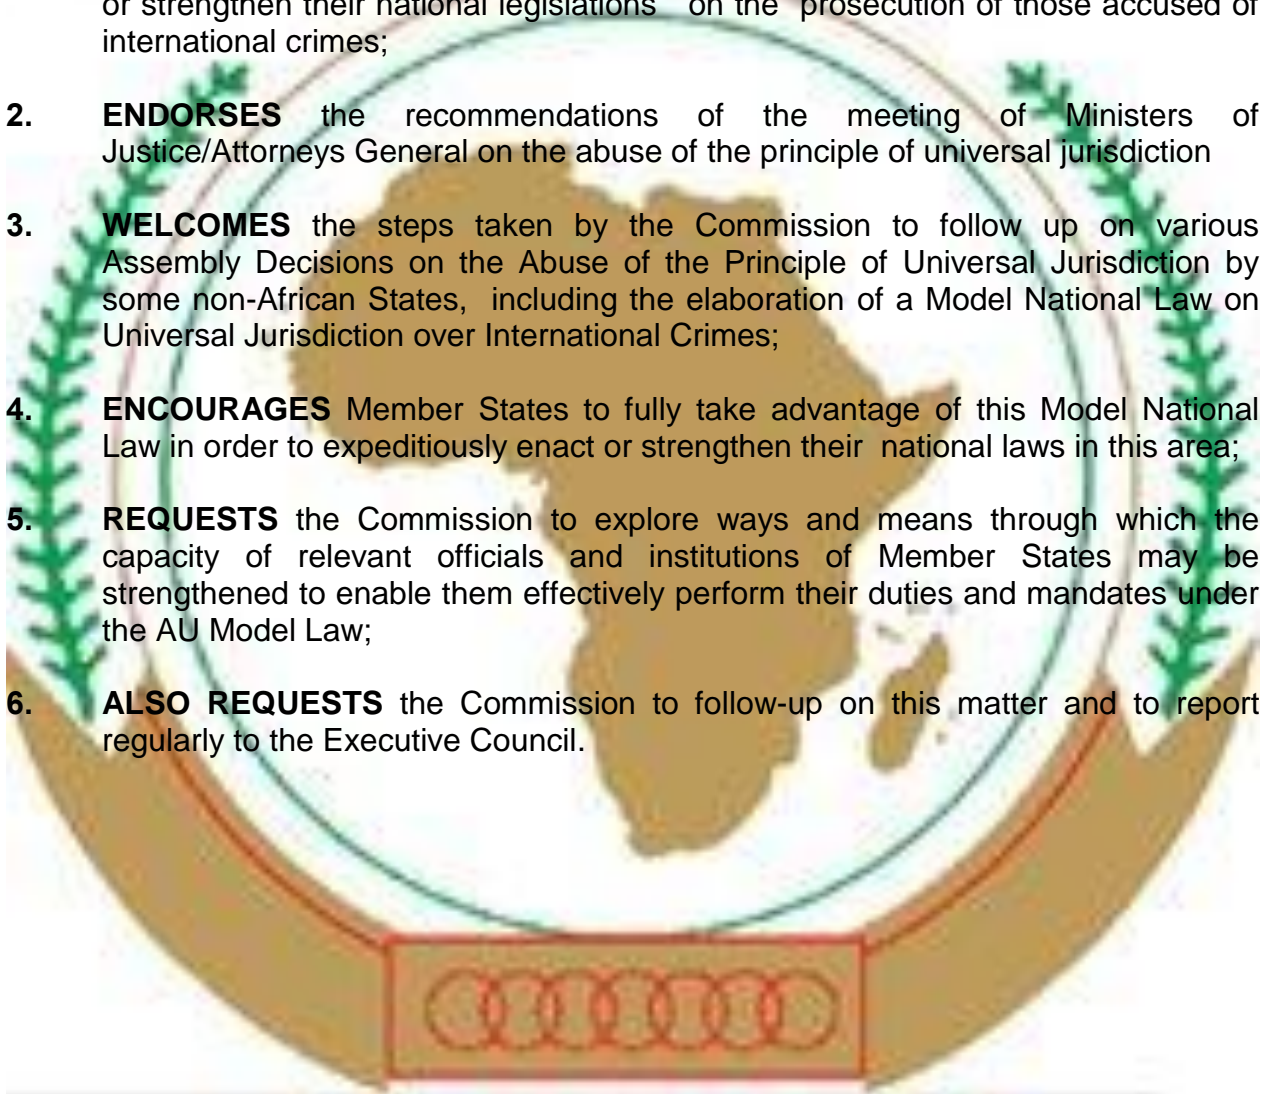 or strengthen their national legislations on the prosecution of those accused of
international crimes;
2. ENDORSES the recommendations of the meeting of Ministers of
Justice/Attorneys General on the abuse of the principle of universal jurisdiction
3. WELCOMES the steps taken by the Commission to follow up on various
Assembly Decisions on the Abuse of the Principle of Universal Jurisdiction by
some non-African States, including the elaboration of a Model National Law on
Universal Jurisdiction over International Crimes;
4. ENCOURAGES Member States to fully take advantage of this Model National
Law in order to expeditiously enact or strengthen their national laws in this area;
5. REQUESTS the Commission to explore ways and means through which the
capacity of relevant officials and institutions of Member States may be
strengthened to enable them effectively perform their duties and mandates under
the AU Model Law;
6. ALSO REQUESTS the Commission to follow-up on this matter and to report
regularly to the Executive Council.